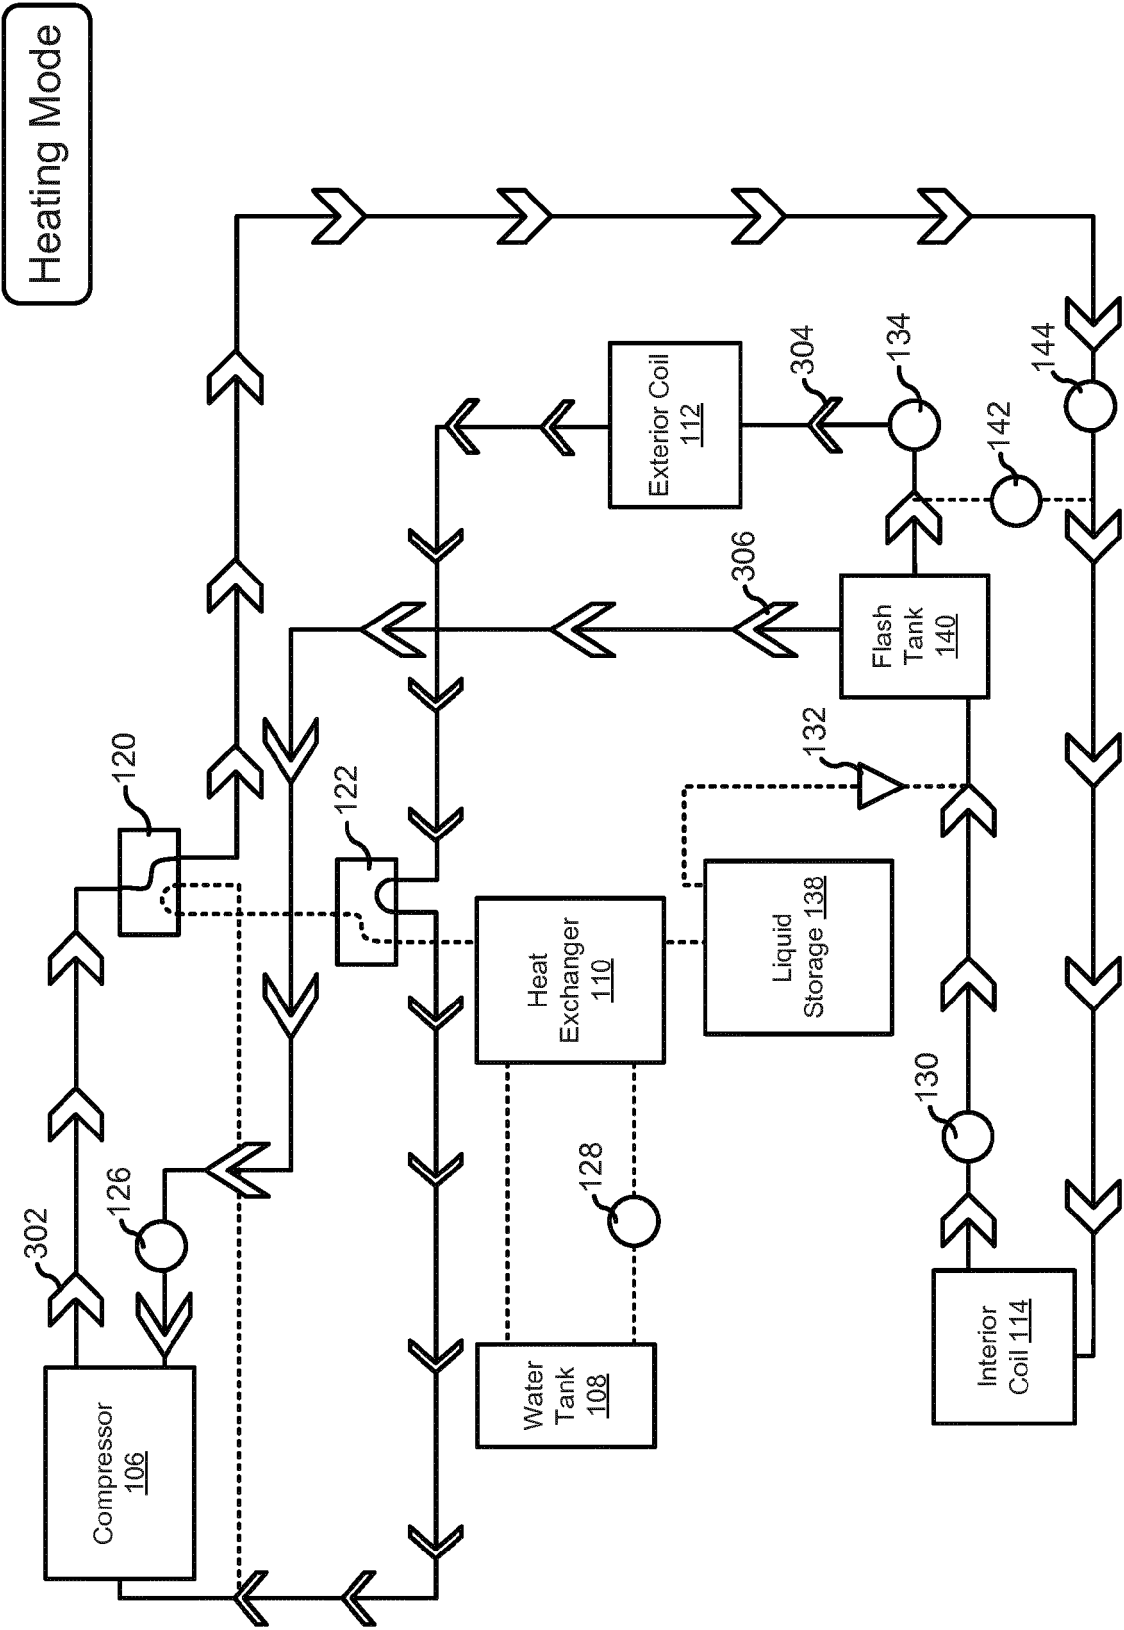 Heating Mode
302
Compressor
106
126
120
122
306
304
Exterior Coil
112
134
142
144
Flash
Tank
140
132
Heat
Exchanger
110
Liquid
Storage 138
128
Water
Tank
108
130
Interior
Coil 114